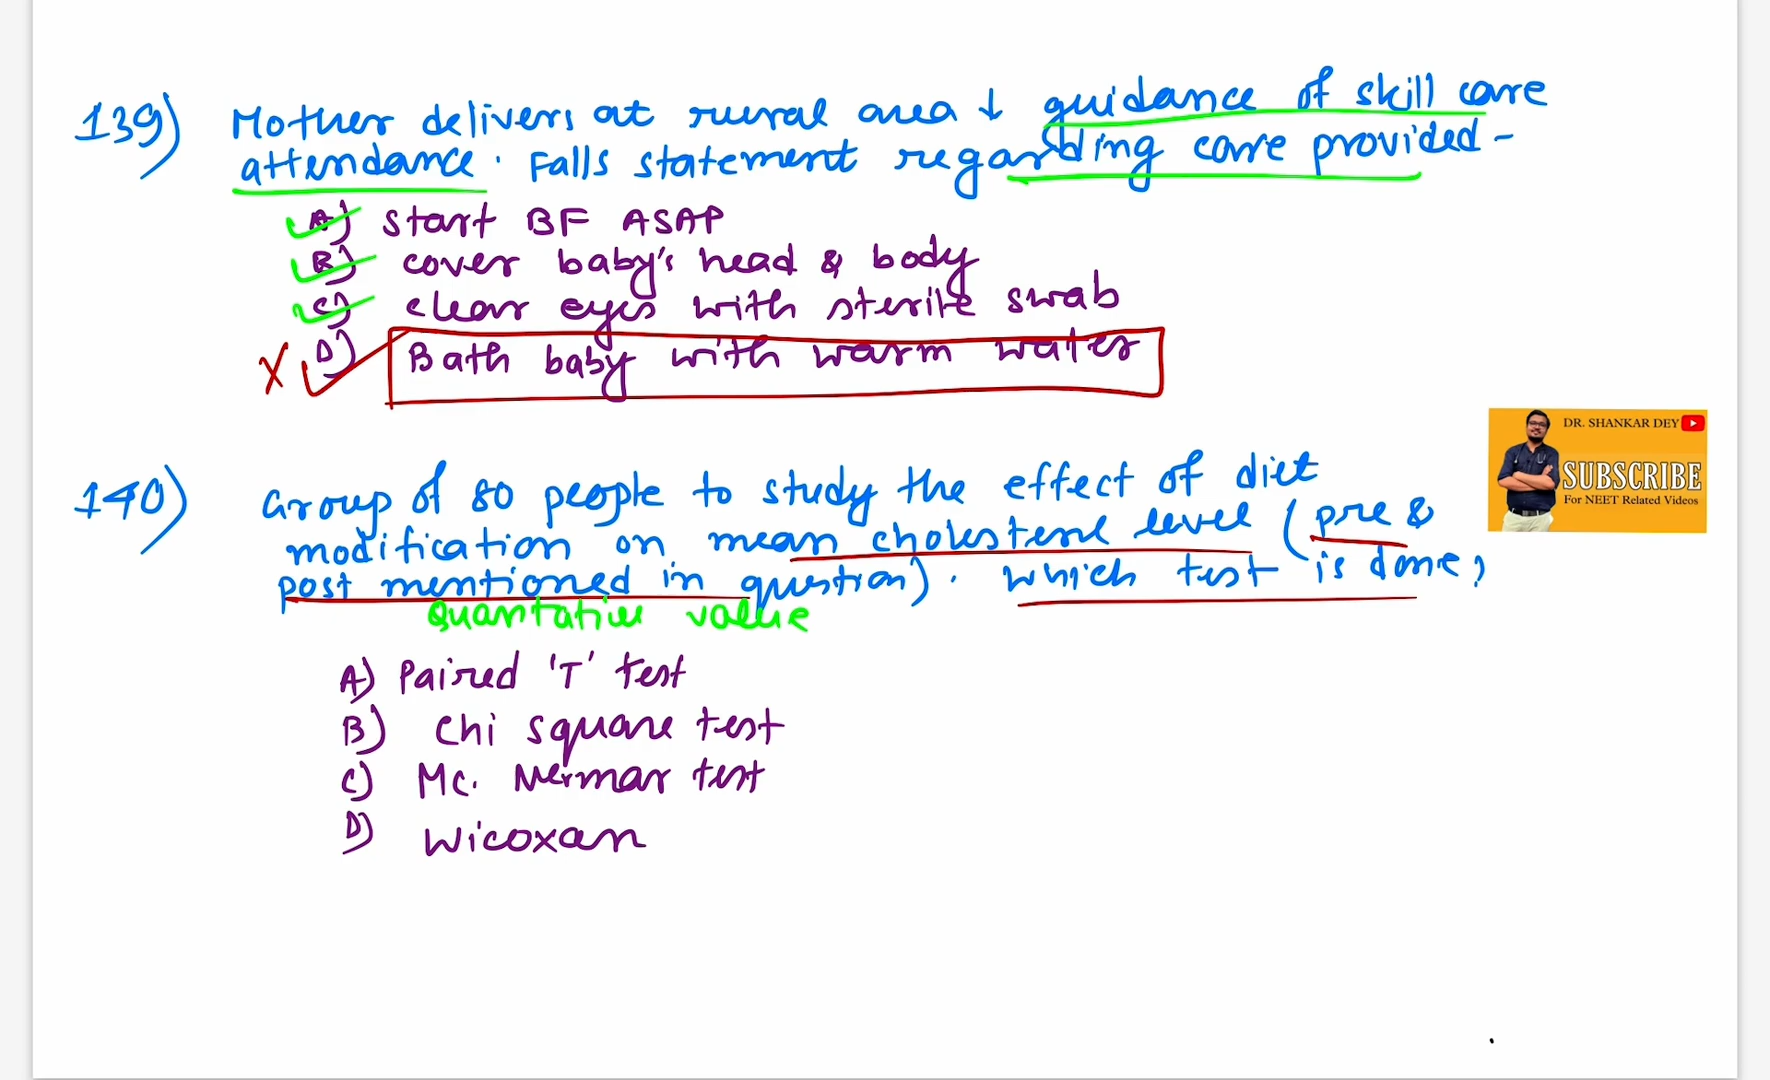 139) Mother delivers at rural area ↓ guidance of skill care
attendance. Falls statement regarding care provided -
A) start BF ASAP
B) cover baby's head & body
C) clear eyes with sterile swab
X D) Bath baby with warm water
DR. SHANKAR DEY
SUBSCRIBE
For NEET Related Videos
140) Group of 80 people to study the effect of diet
modification on mean cholesterol level (pre &
post mentioned in question). Which test is done?
Quantative value
A) Paired 'T' test
B) Chi square test
C) Mc. Nermar test
D) Wicoxan